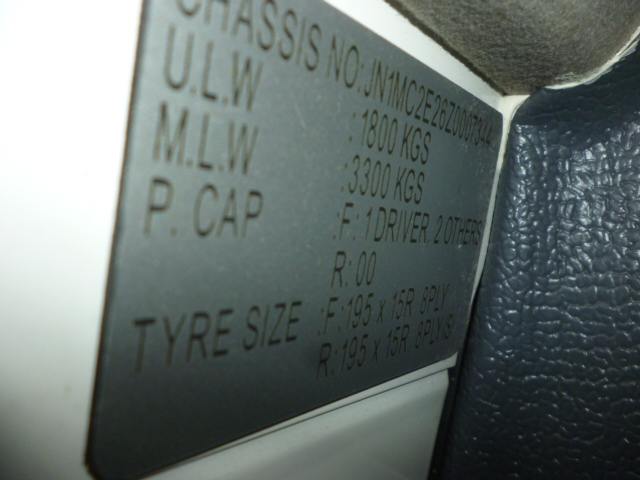 CHASSIS NO: JN1MC2E26Z0007344
U.L.W :1800 KGS
M.L.W :3300 KGS
P. CAP :F: 1 DRIVER, 2 OTHERS
R: 00
TYRE SIZE :F:195 x 15R 8PLY
R:195 x 15R 8PLY(S)